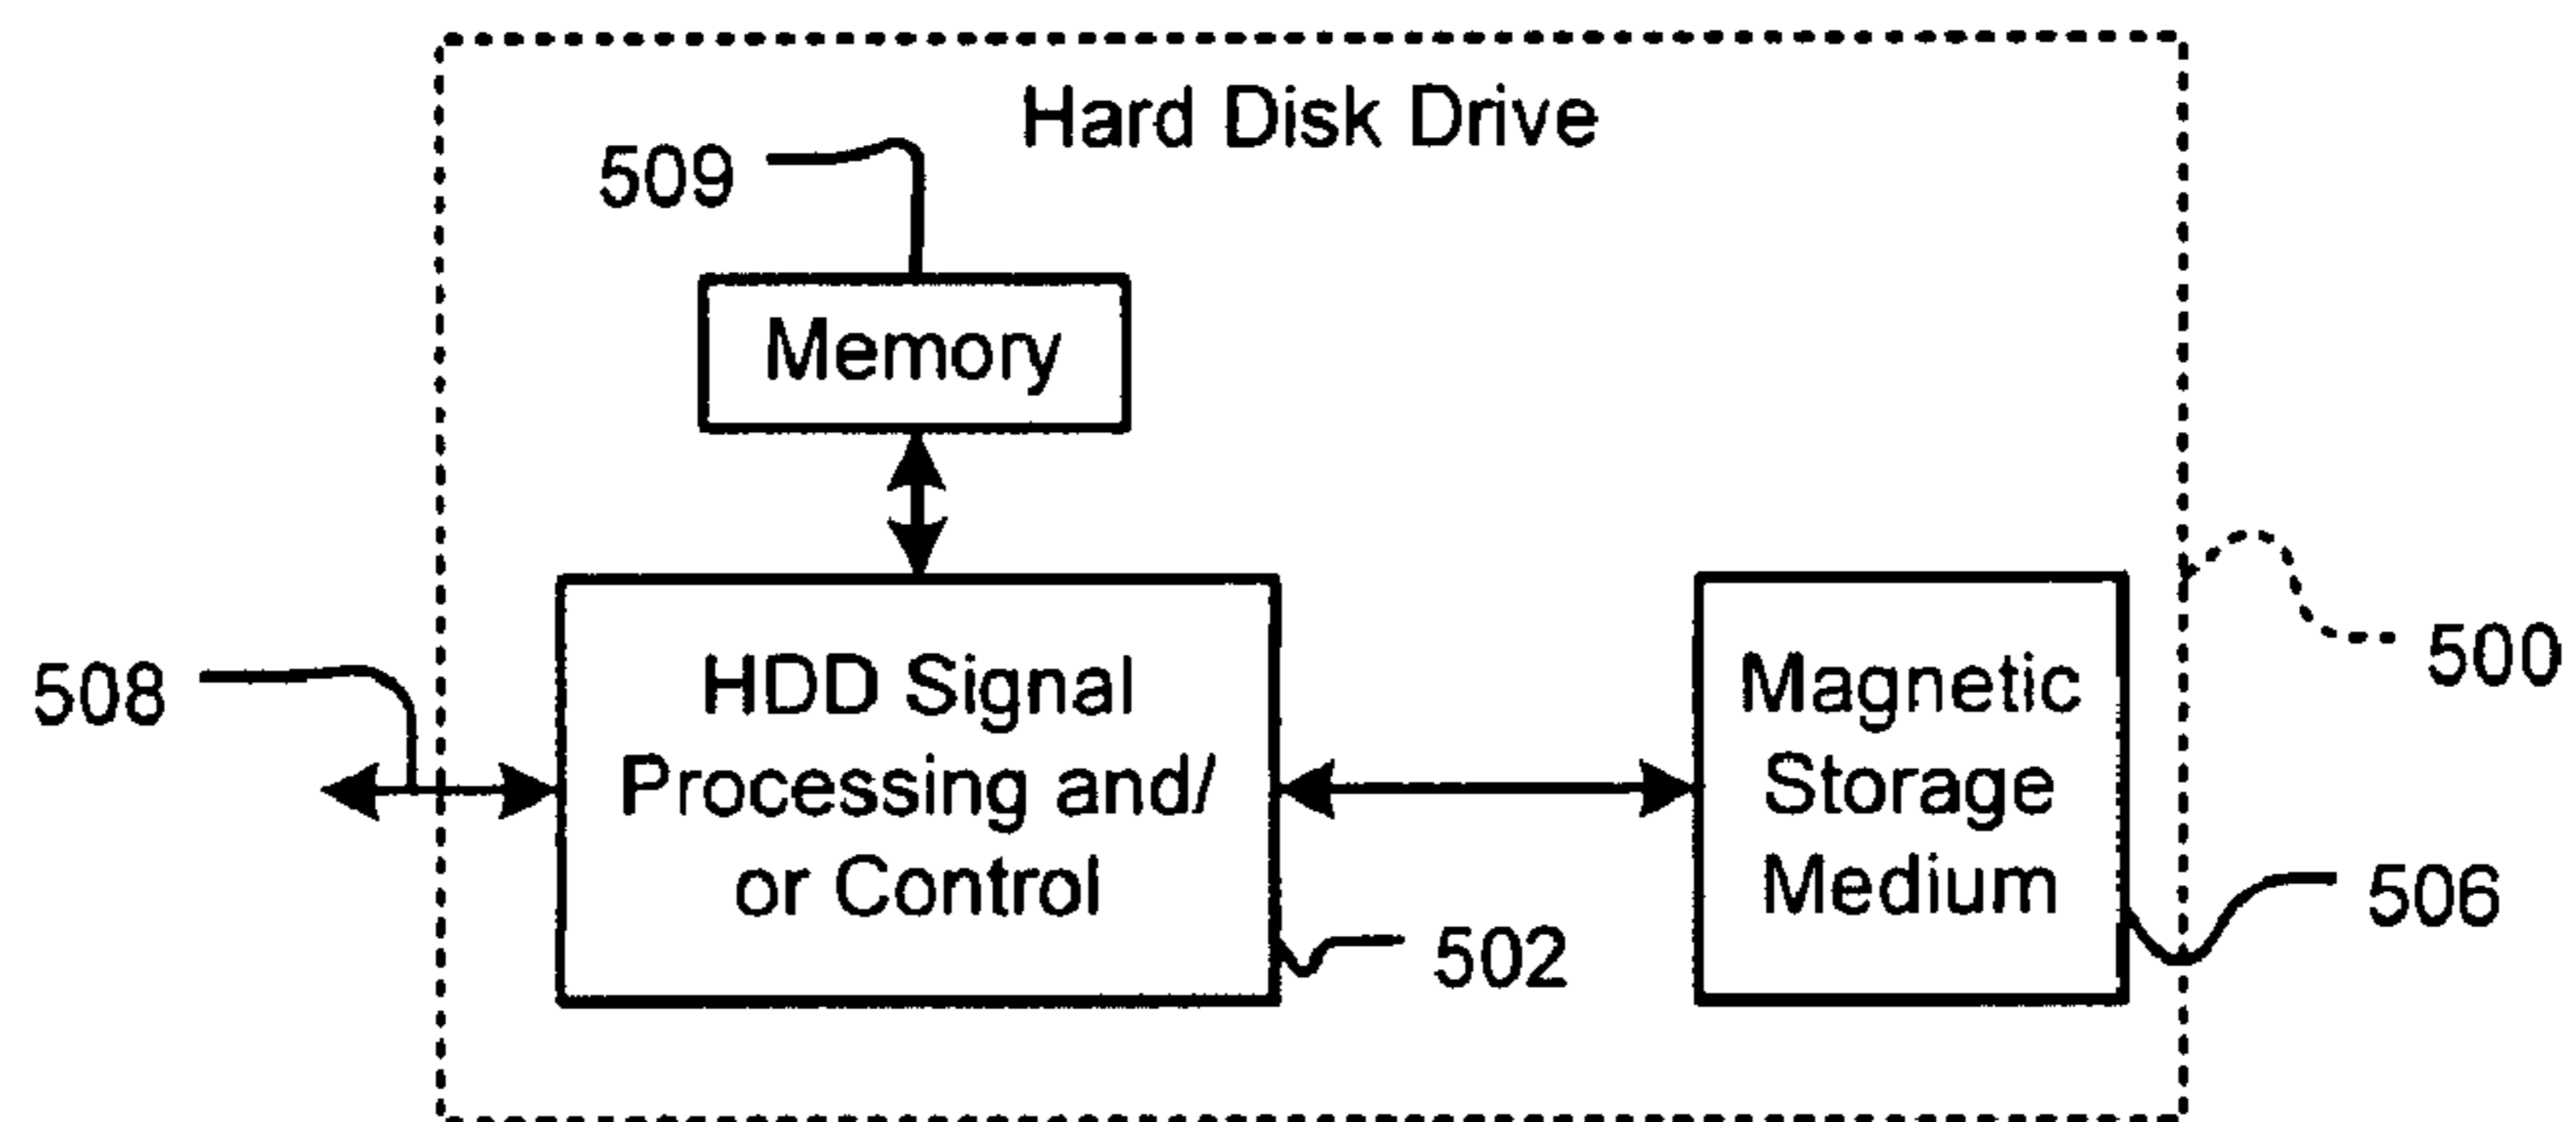 Hard Disk Drive
509
Memory
508
HDD Signal
Processing and/
or Control
502
Magnetic
Storage
Medium
500
506